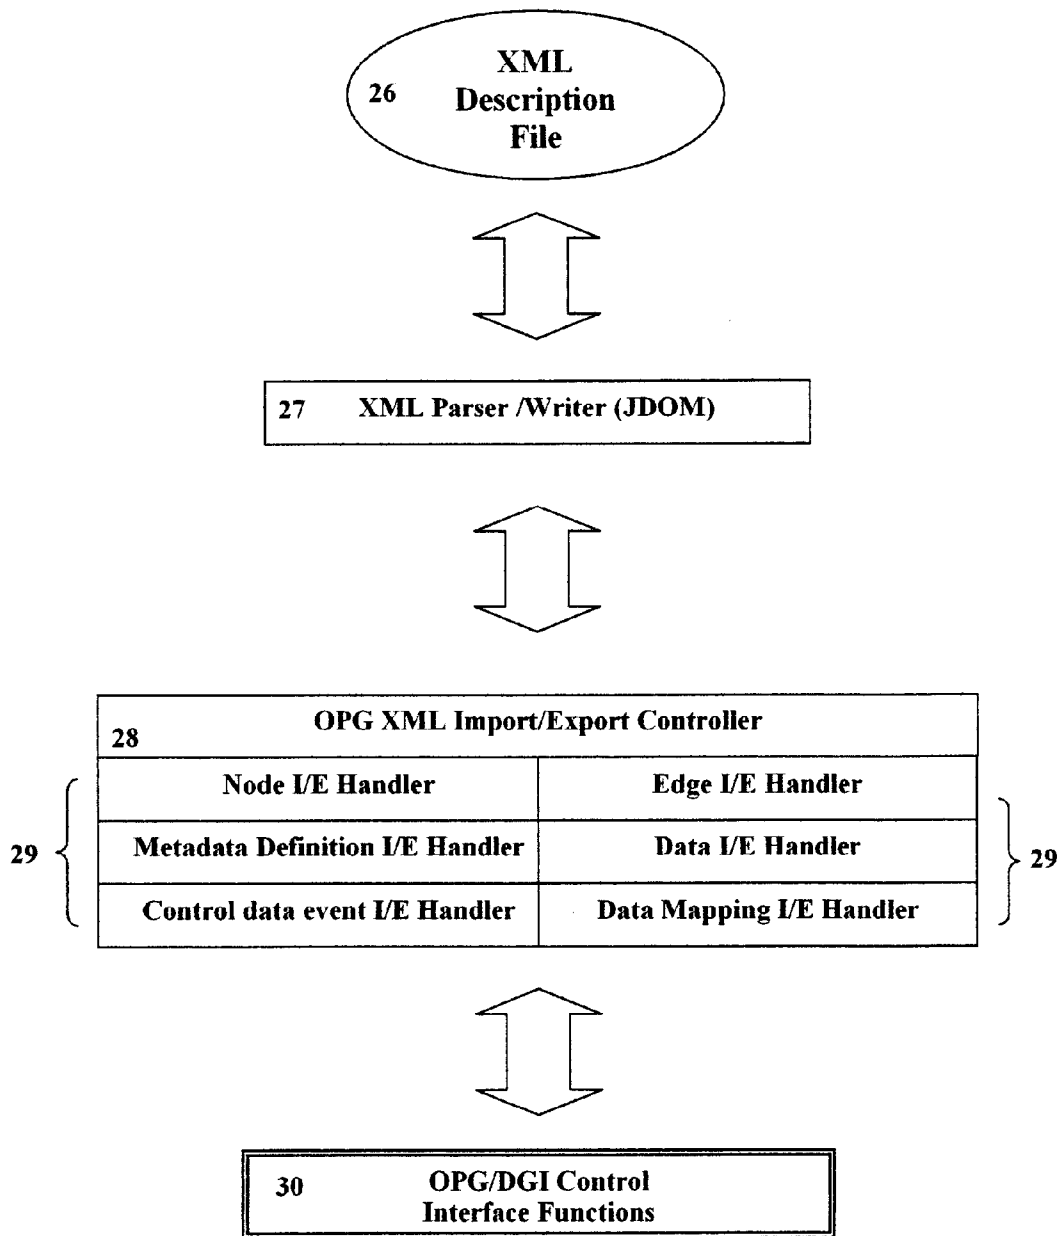 XML
26 Description
File
27 XML Parser /Writer (JDOM)
OPG XML Import/Export Controller
28
Node I/E Handler Edge I/E Handler
29 Metadata Definition I/E Handler Data I/E Handler 29
Control data event I/E Handler Data Mapping I/E Handler
30 OPG/DGI Control
Interface Functions